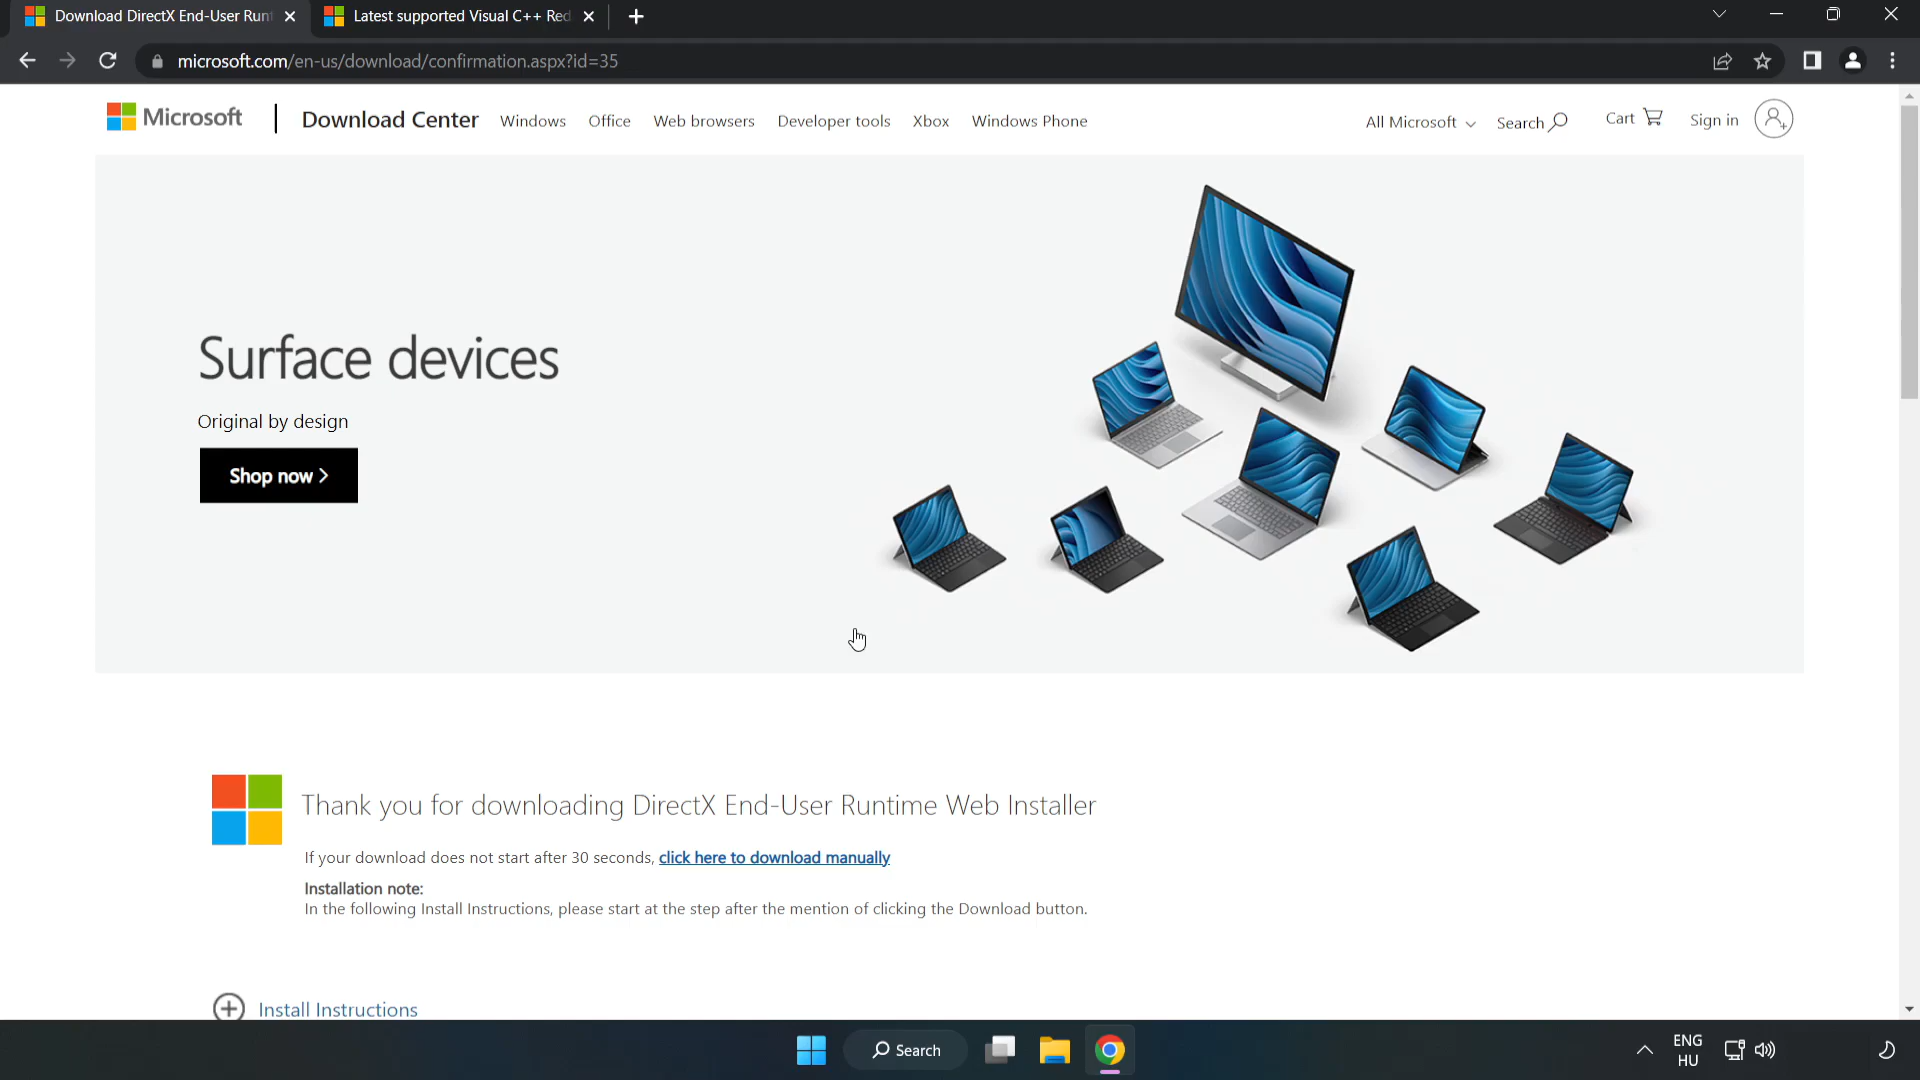 Download DirectX End-User Runt
Latest supported Visual C++ Red
microsoft.com/en-us/download/confirmation.aspx?id=35
Microsoft
Download Center
Windows
Office
Web browsers
Developer tools
Xbox
Windows Phone
All Microsoft
Search
Cart
Sign in
Surface devices
Original by design
Shop now
Thank you for downloading DirectX End-User Runtime Web Installer
If your download does not start after 30 seconds, click here to download manually
Installation note:
In the following Install Instructions, please start at the step after the mention of clicking the Download button.
Install Instructions
Search
ENG
HU